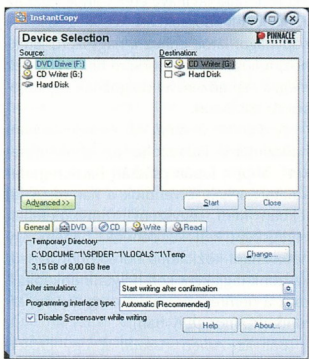 InstantCopy
Device Selection
PINNACLE SYSTEMS
Source:
Destination:
DVD Drive (F:)
CD Writer (G:)
Hard Disk
CD Writer (G:)
Hard Disk
Advanced >>
Start
Close
General
DVD
CD
Write
Read
Temporary Directory
C:\DOCUME~1\SPIDER~1\LOCALS~1\Temp
3,15 GB of 8,00 GB free
Change...
After simulation:
Start writing after confirmation
Programming interface type:
Automatic (Recommended)
Disable Screensaver while writing
Help
About...